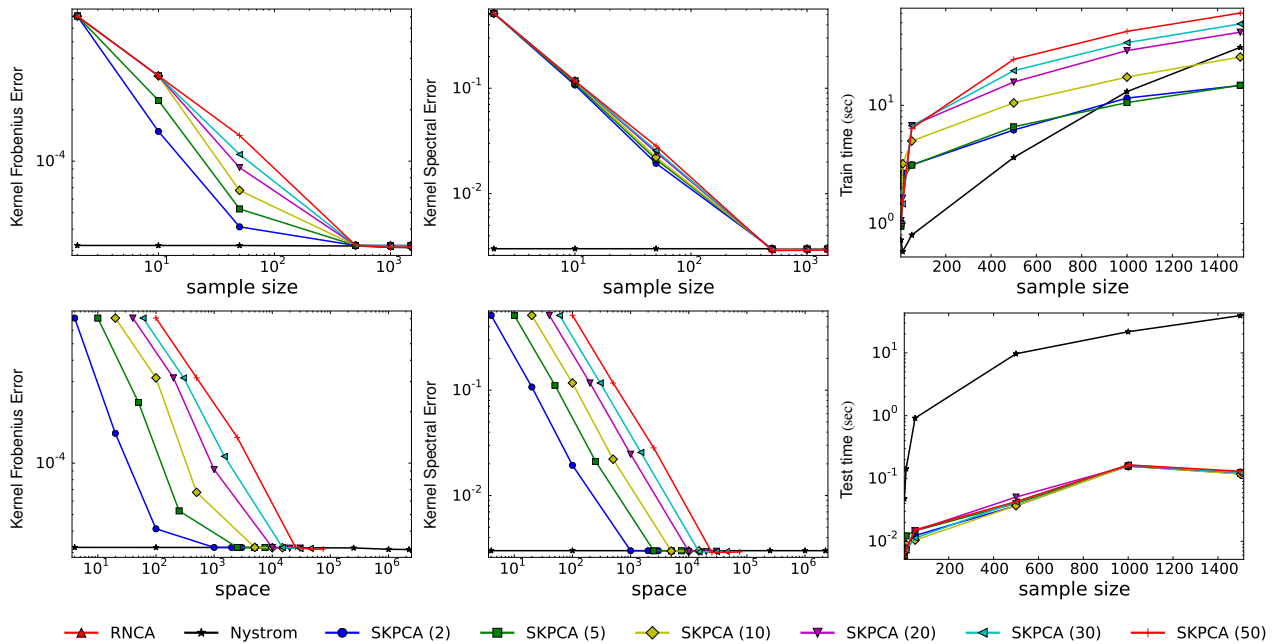 Kernel Frobenius Error
10^-4
10^1 10^2 10^3
sample size
Kernel Spectral Error
10^-1
10^-2
10^1 10^2 10^3
sample size
Train time (sec)
10^1
10^0
200 400 600 800 1000 1200 1400
sample size
Kernel Frobenius Error
10^-4
10^1 10^2 10^3 10^4 10^5 10^6
space
Kernel Spectral Error
10^-1
10^-2
10^1 10^2 10^3 10^4 10^5 10^6
space
Test time (sec)
10^1
10^0
10^-1
10^-2
200 400 600 800 1000 1200 1400
sample size
RNCA Nystrom SKPCA (2) SKPCA (5) SKPCA (10) SKPCA (20) SKPCA (30) SKPCA (50)